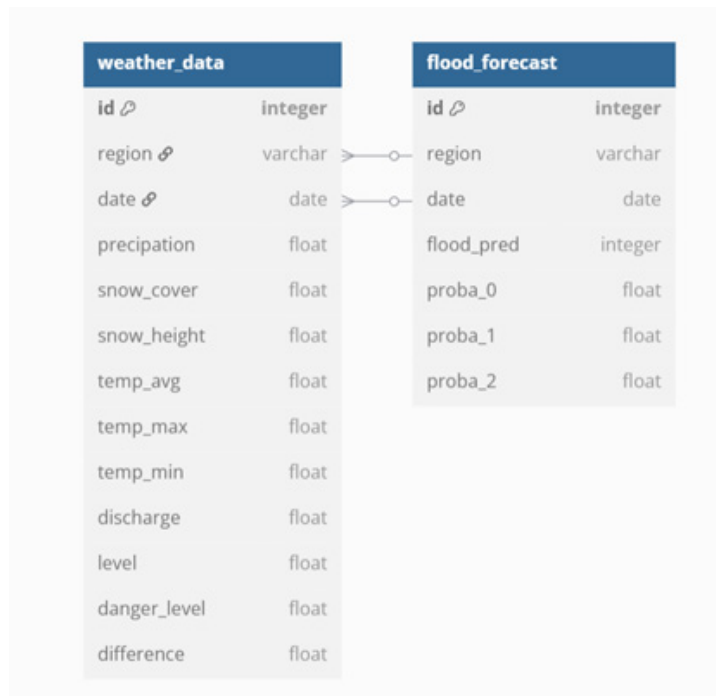 weather_data
id integer
region varchar
date date
precipation float
snow_cover float
snow_height float
temp_avg float
temp_max float
temp_min float
discharge float
level float
danger_level float
difference float
flood_forecast
id integer
region varchar
date date
flood_pred integer
proba_0 float
proba_1 float
proba_2 float